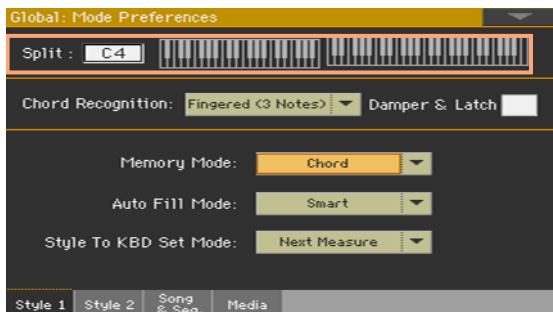 Global: Mode Preferences
Split : C4
Chord Recognition: Fingered (3 Notes) Damper & Latch
Memory Mode: Chord
Auto Fill Mode: Smart
Style To KBD Set Mode: Next Measure
Style 1 Style 2 Song & Seq. Media